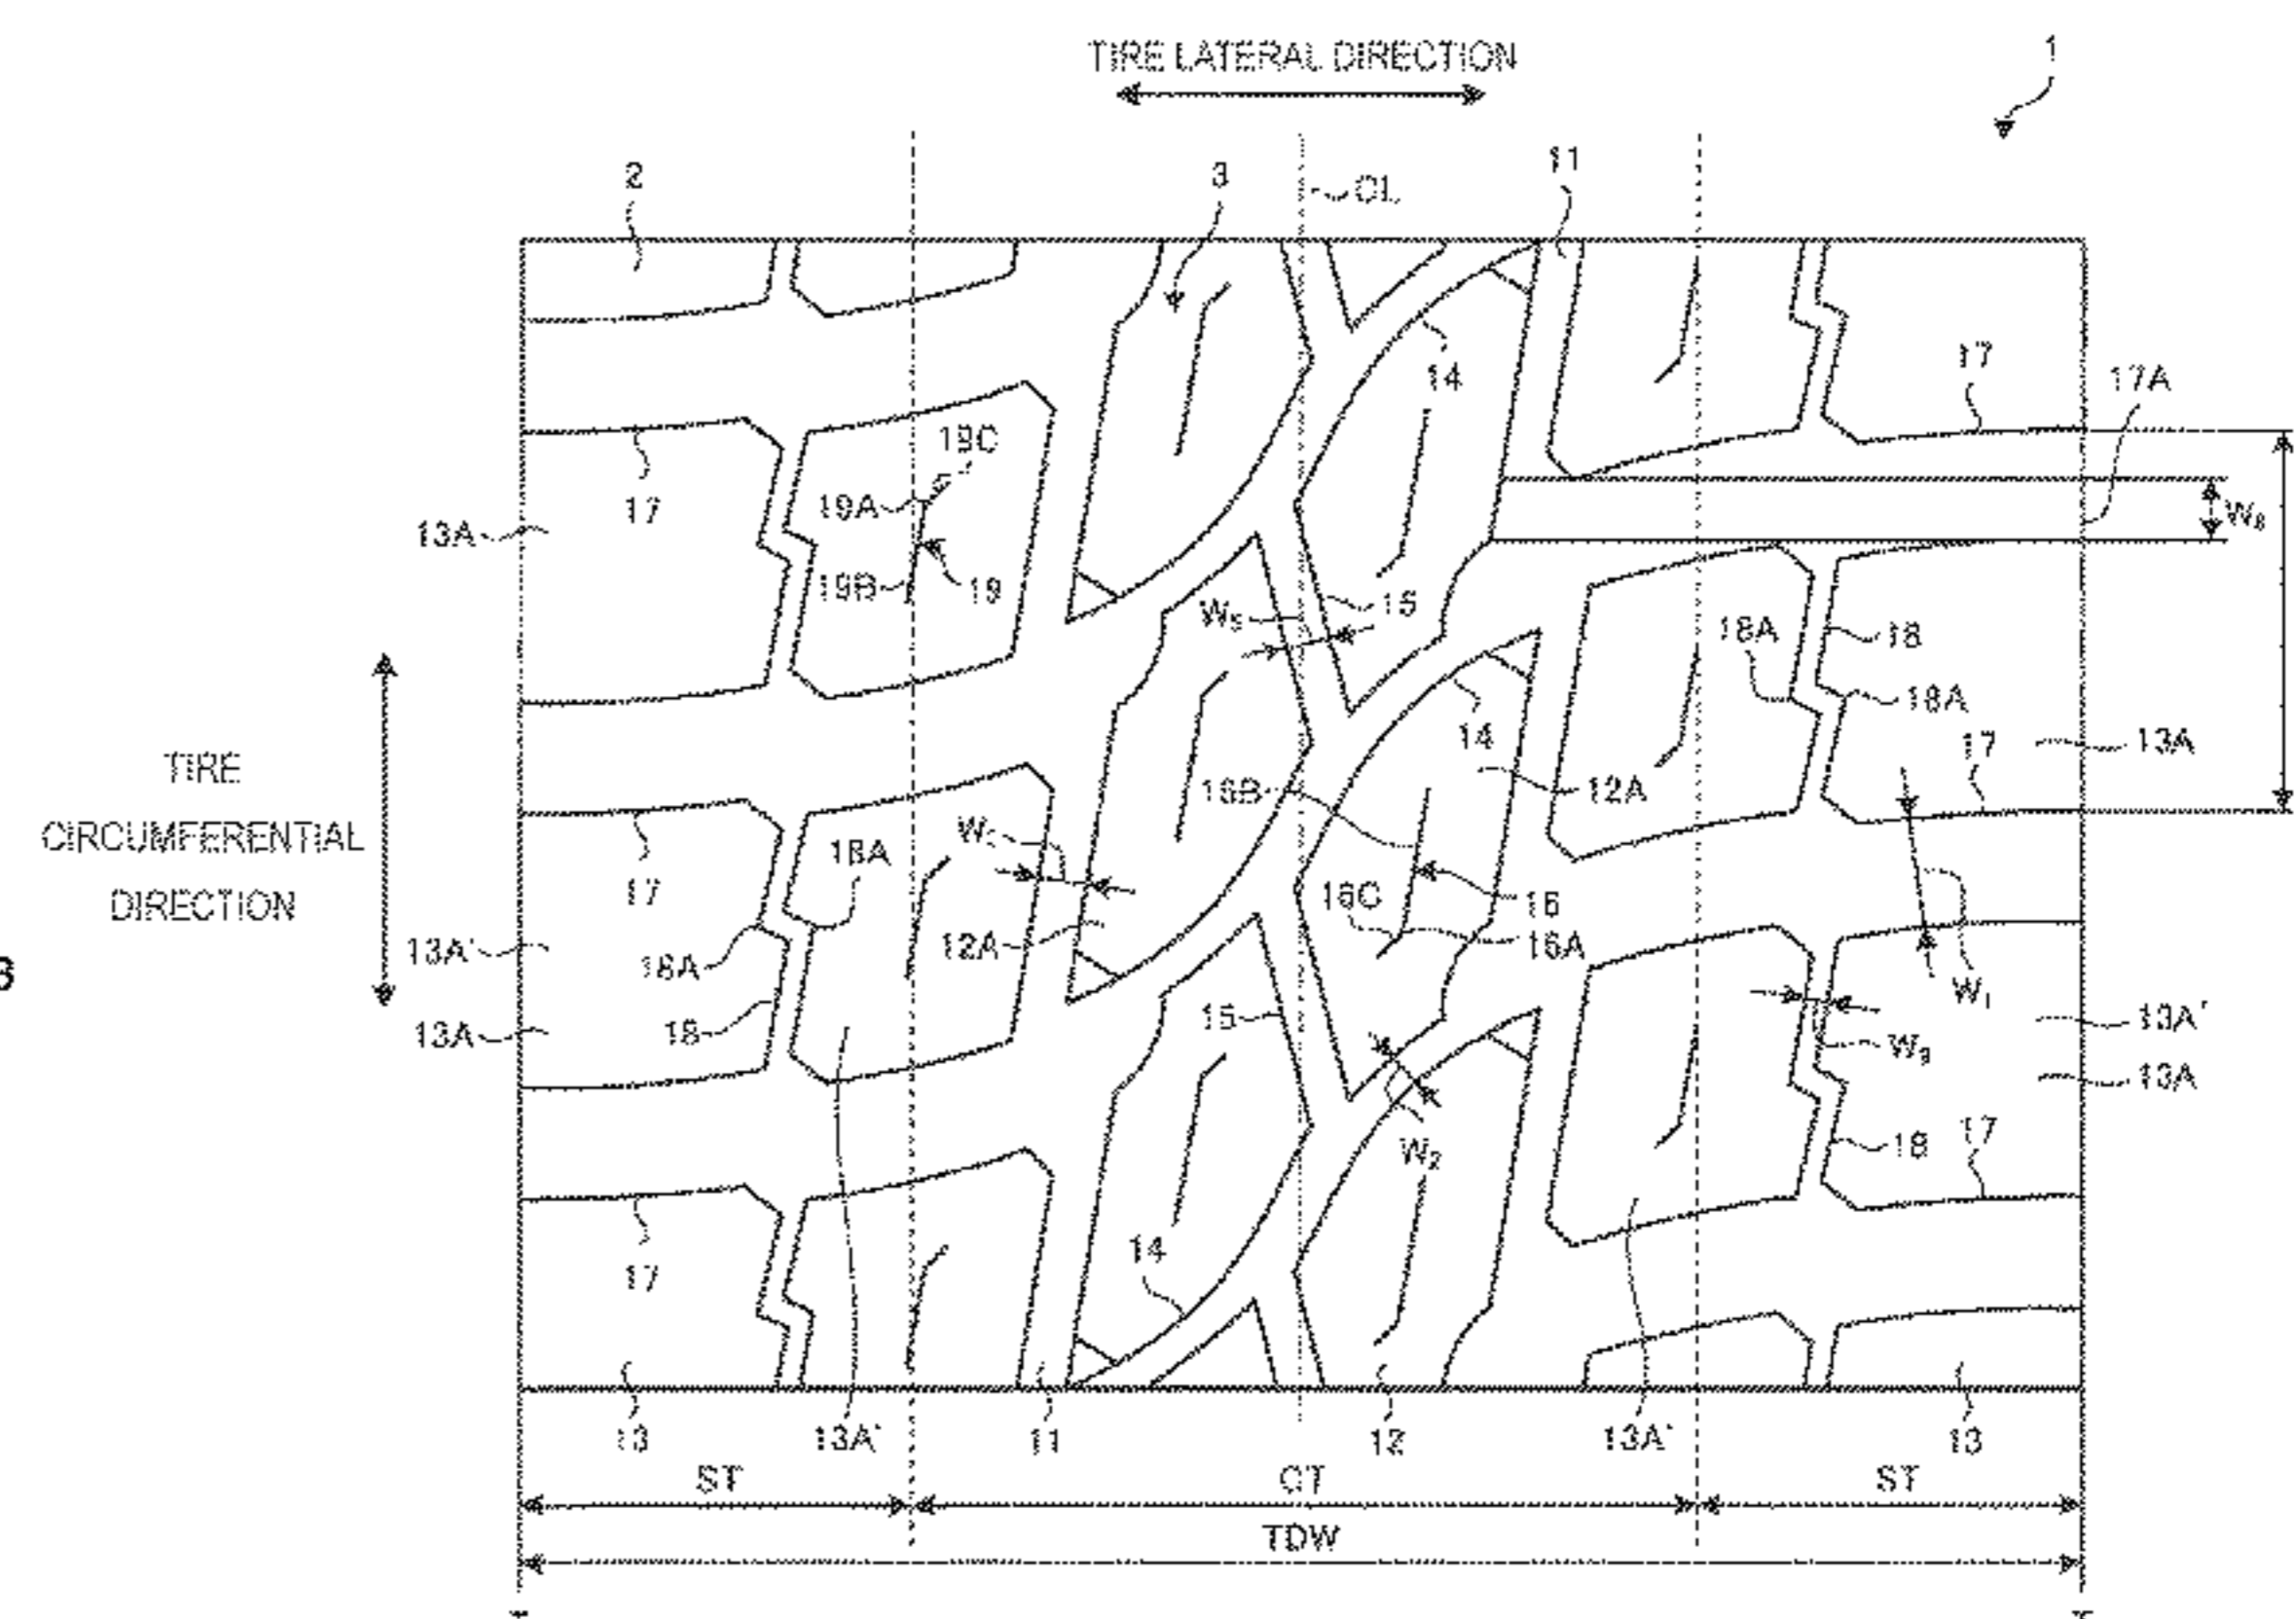 TIRE LATERAL DIRECTION
1
2
3
CL
11
14
17
17A
19C
19A
17
13A
W8
19B
19
W5
15
18A
18
18A
14
17
13A
12A
16B
TIRE
CIRCUMFERENTIAL
DIRECTION
18A
17
16C
16
16A
12A
13A'
18A
W1
13A
18
15
13A'
W9
13A
W2
18
17
14
17
13
13A'
11
12
13A'
13
ST
CT
ST
TDW